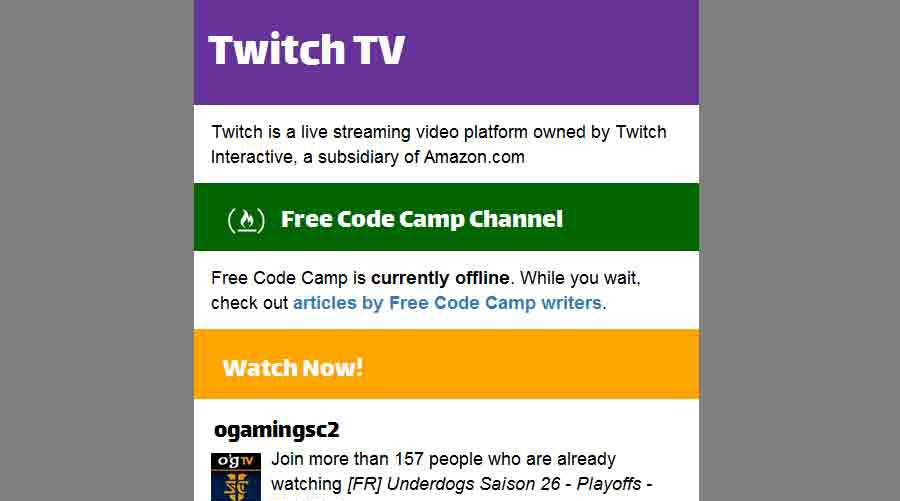 Twitch TV
Twitch is a live streaming video platform owned by Twitch
Interactive, a subsidiary of Amazon.com
Free Code Camp Channel
Free Code Camp is currently offline. While you wait,
check out articles by Free Code Camp writers.
Watch Now!
ogamingsc2
o'g TV
Join more than 157 people who are already
watching [FR] Underdogs Saison 26 - Playoffs -